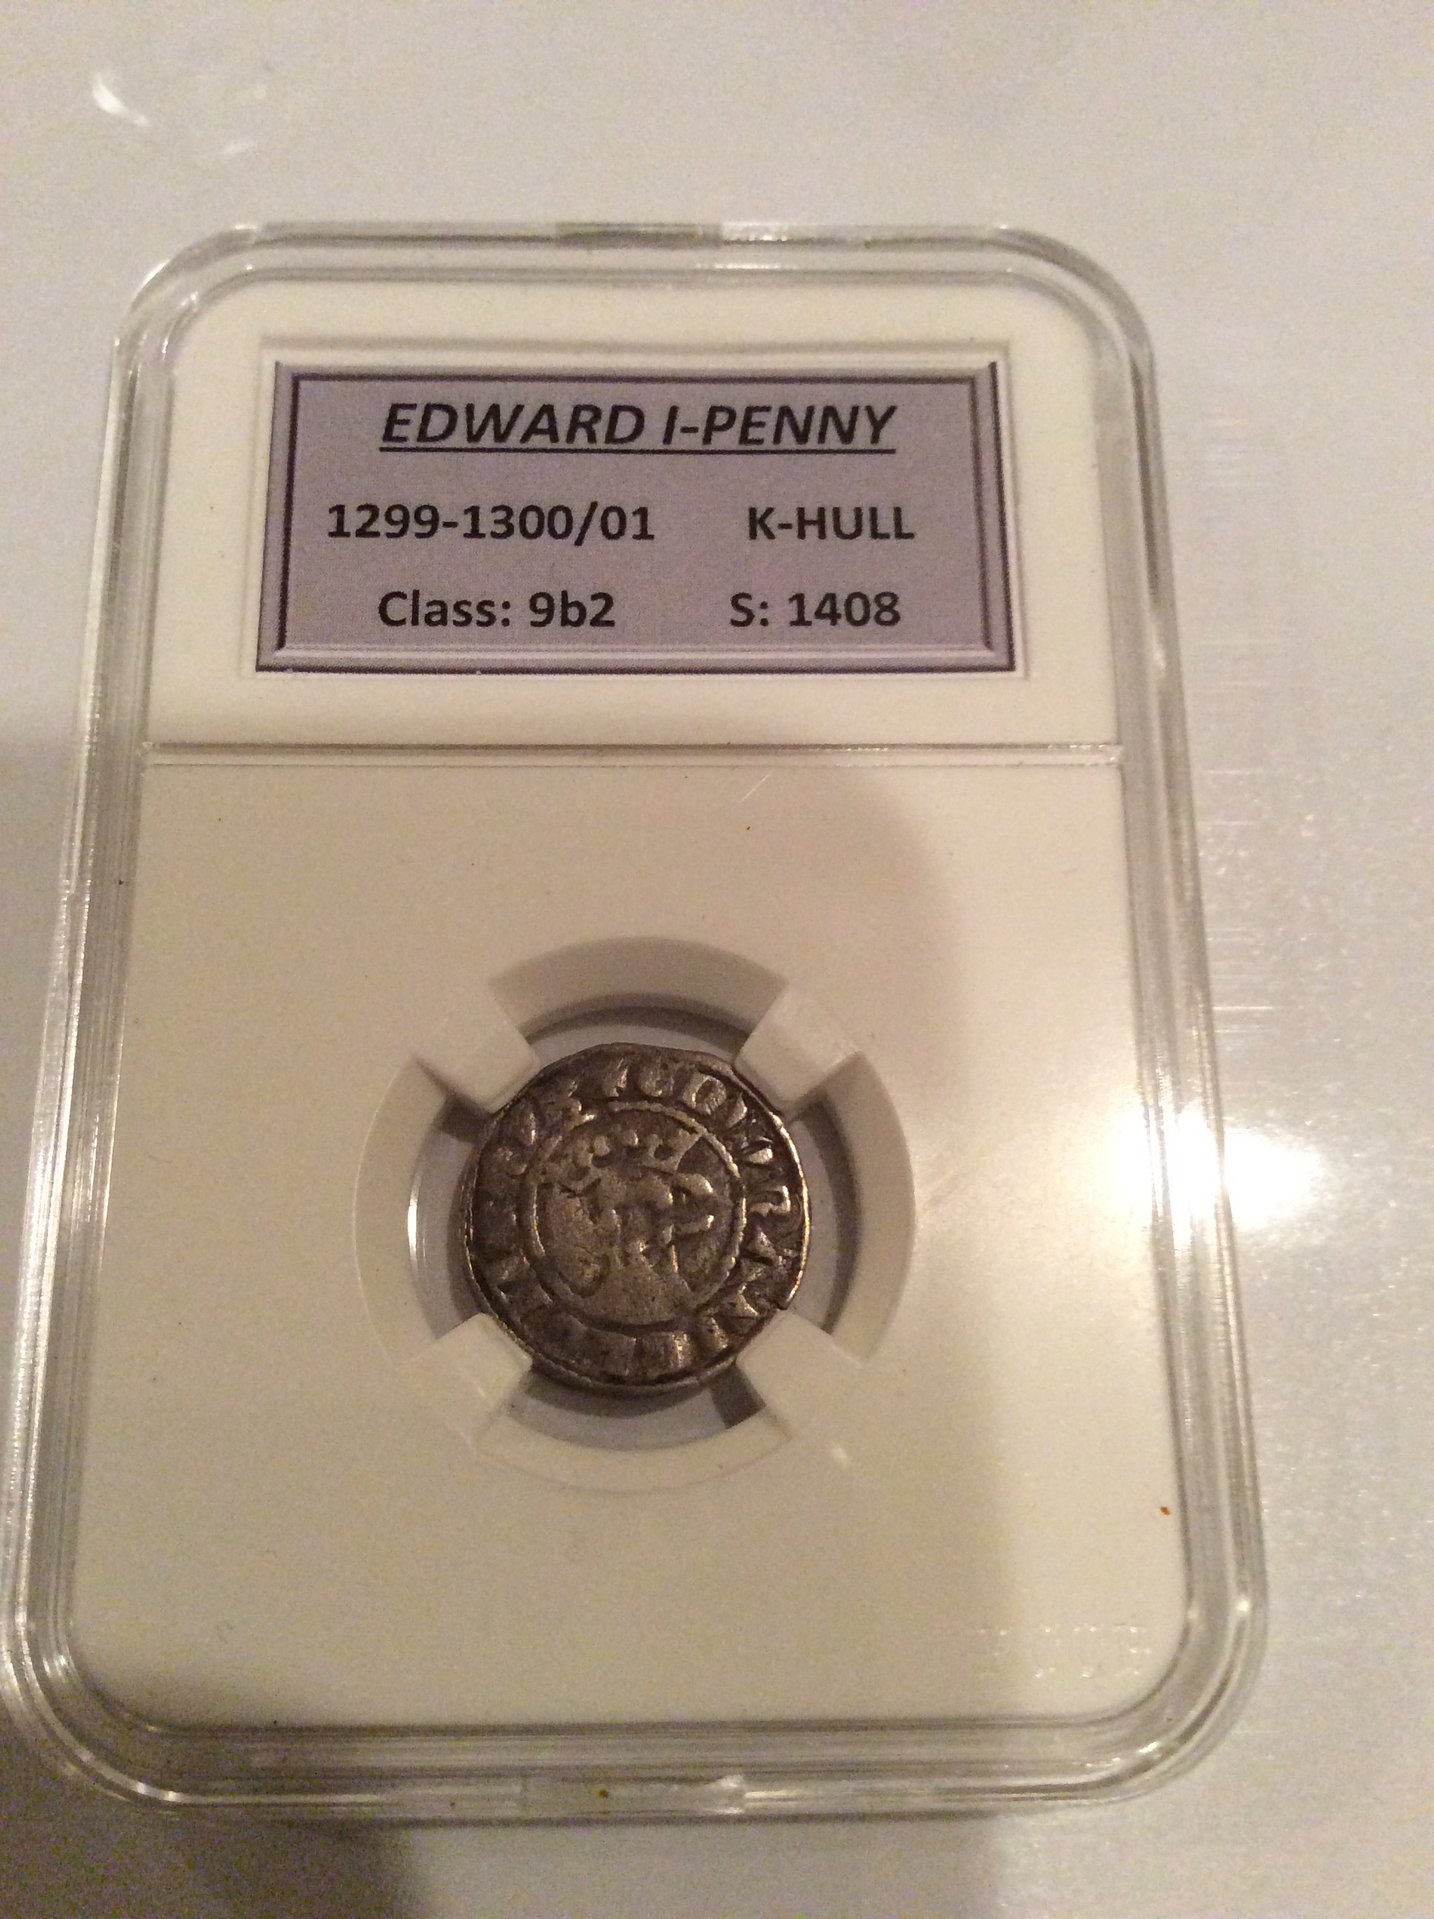 EDWARD I-PENNY
1299-1300/01 K-HULL
Class: 9b2 S: 1408